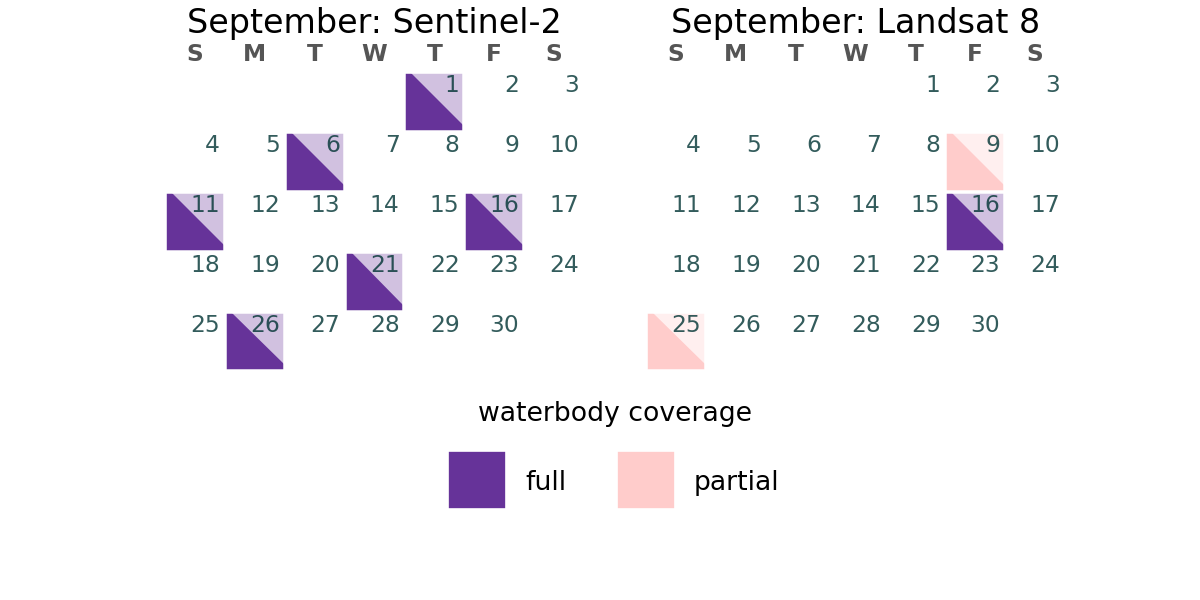 September: Sentinel-2
S M T W T F S
1 2 3
4 5 6 7 8 9 10
11 12 13 14 15 16 17
18 19 20 21 22 23 24
25 26 27 28 29 30
September: Landsat 8
S M T W T F S
1 2 3
4 5 6 7 8 9 10
11 12 13 14 15 16 17
18 19 20 21 22 23 24
25 26 27 28 29 30
waterbody coverage
full partial